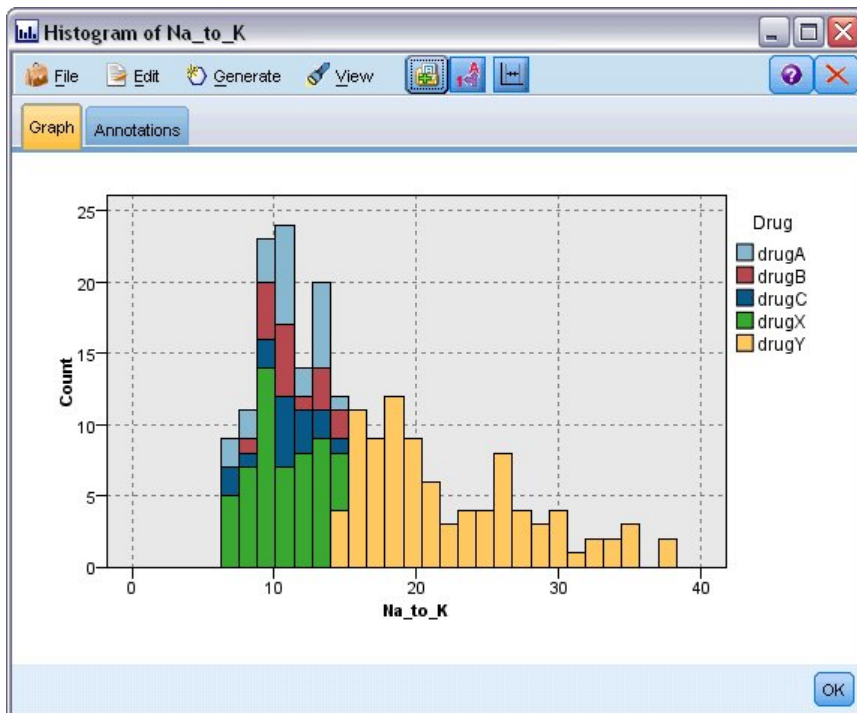 Histogram of Na_to_K
File Edit Generate View
Graph Annotations
25
20
15
10
5
0
Count
0 10 20 30 40
Na_to_K
Drug
drugA
drugB
drugC
drugX
drugY
OK